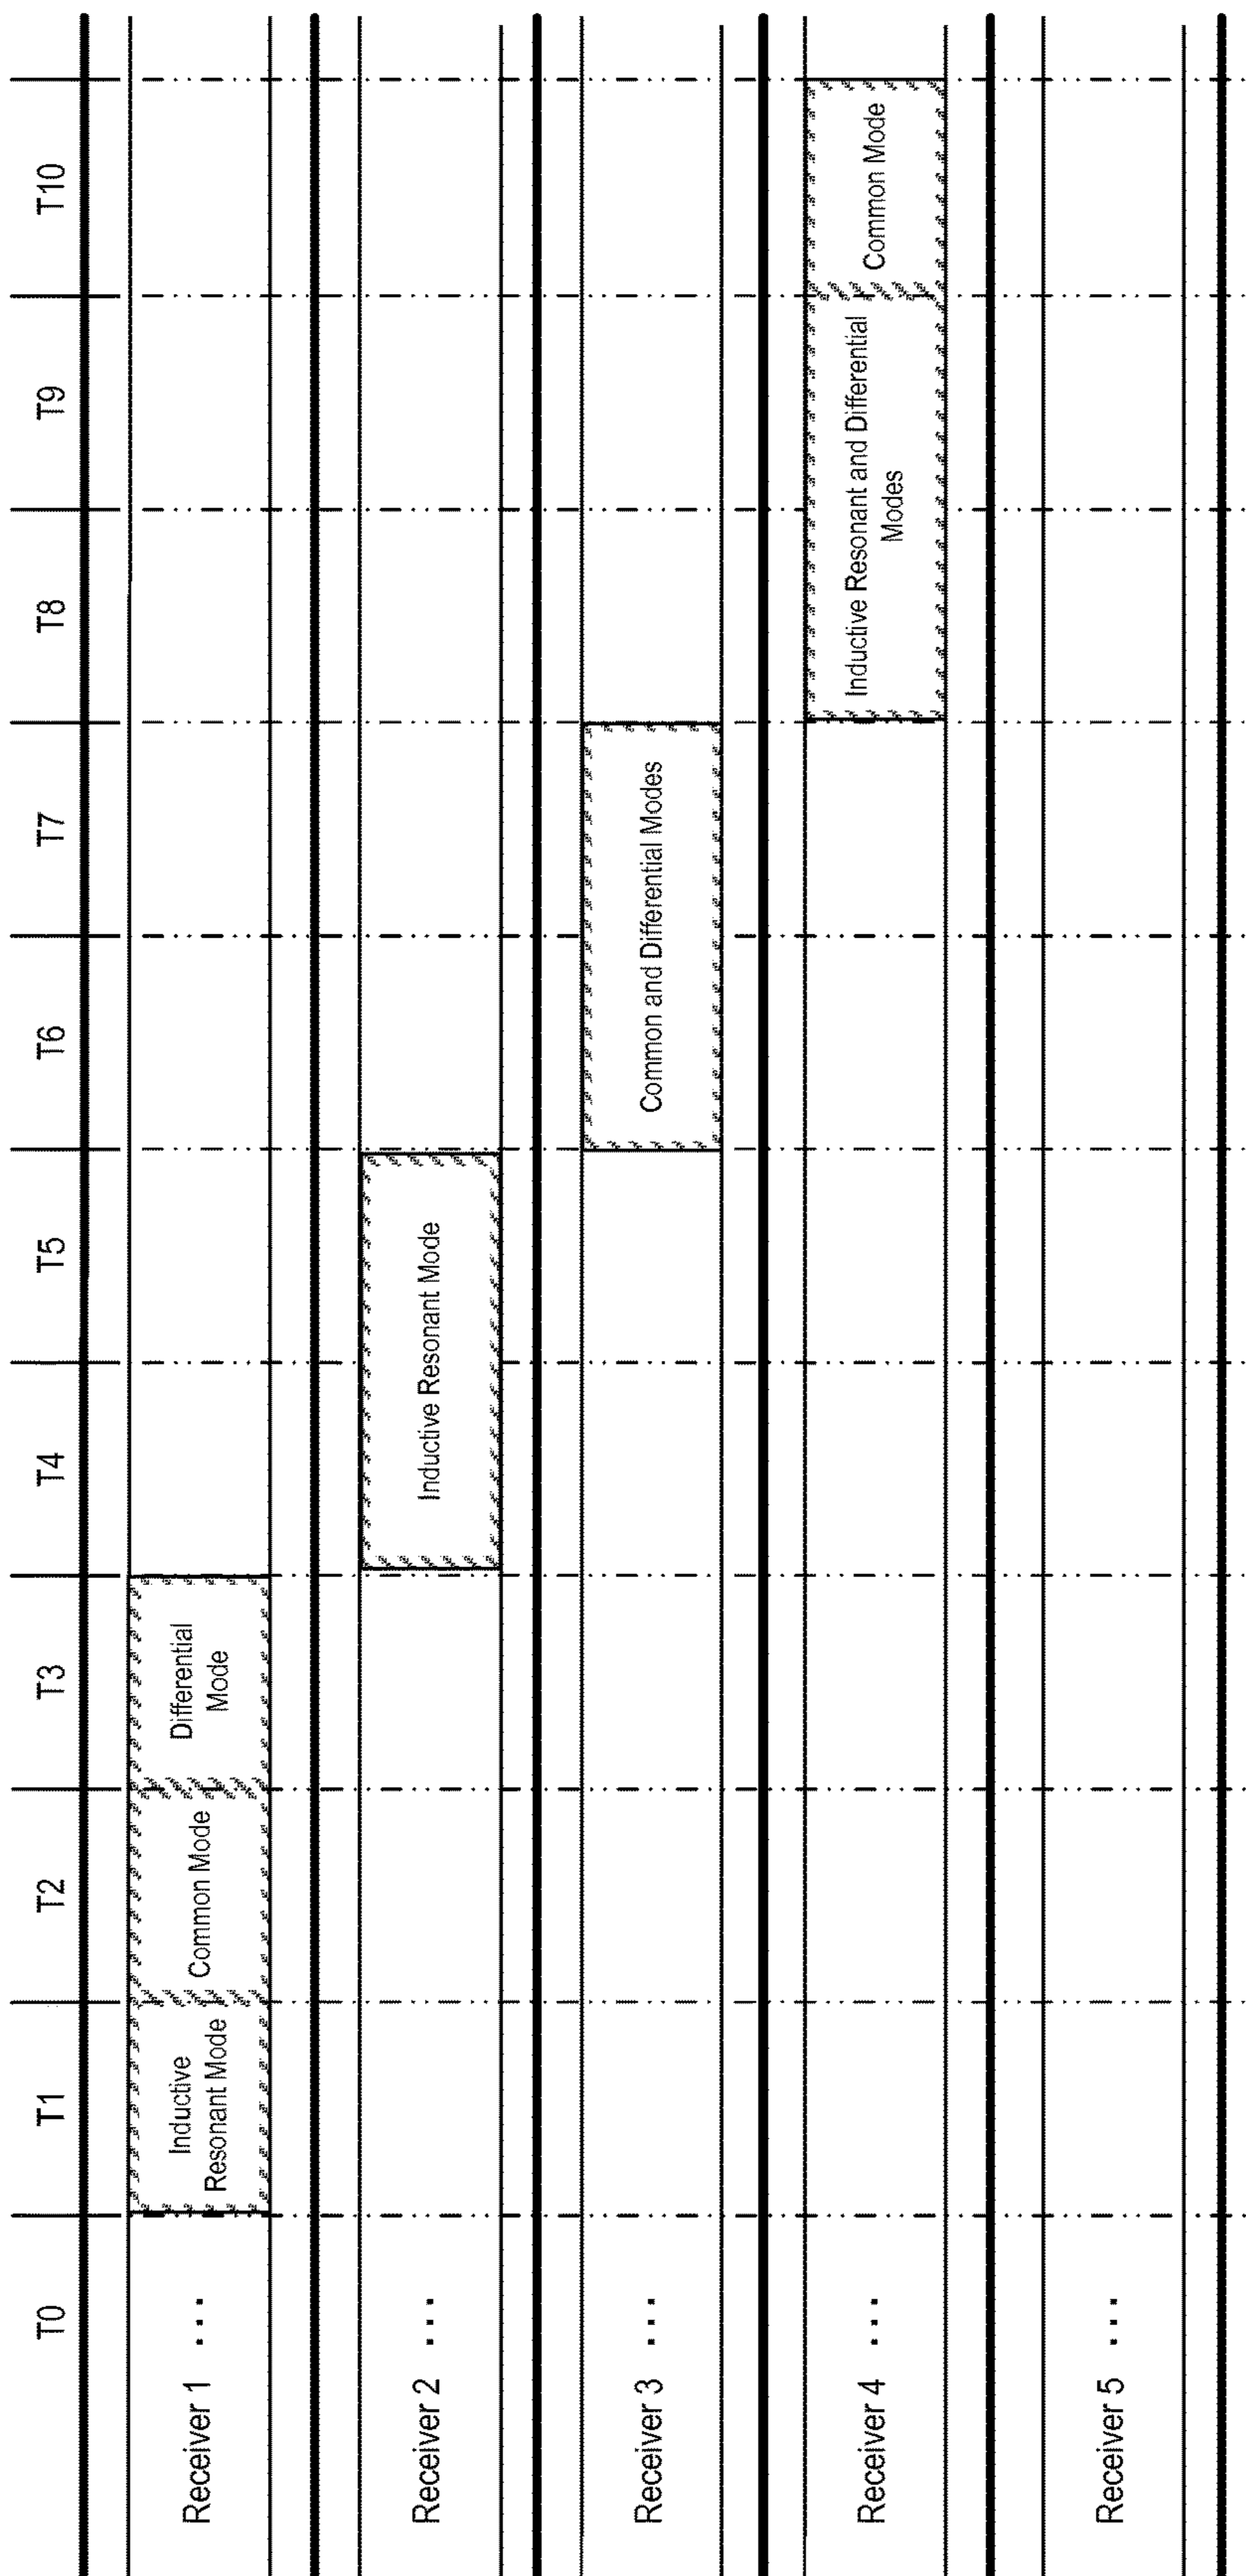 T0 T1 T2 T3 T4 T5 T6 T7 T8 T9 T10
Receiver 1 ...
Inductive
Resonant Mode
Common Mode
Differential
Mode
Receiver 2 ...
Inductive Resonant Mode
Receiver 3 ...
Common and Differential Modes
Receiver 4 ...
Inductive Resonant and Differential
Modes
Common Mode
Receiver 5 ...